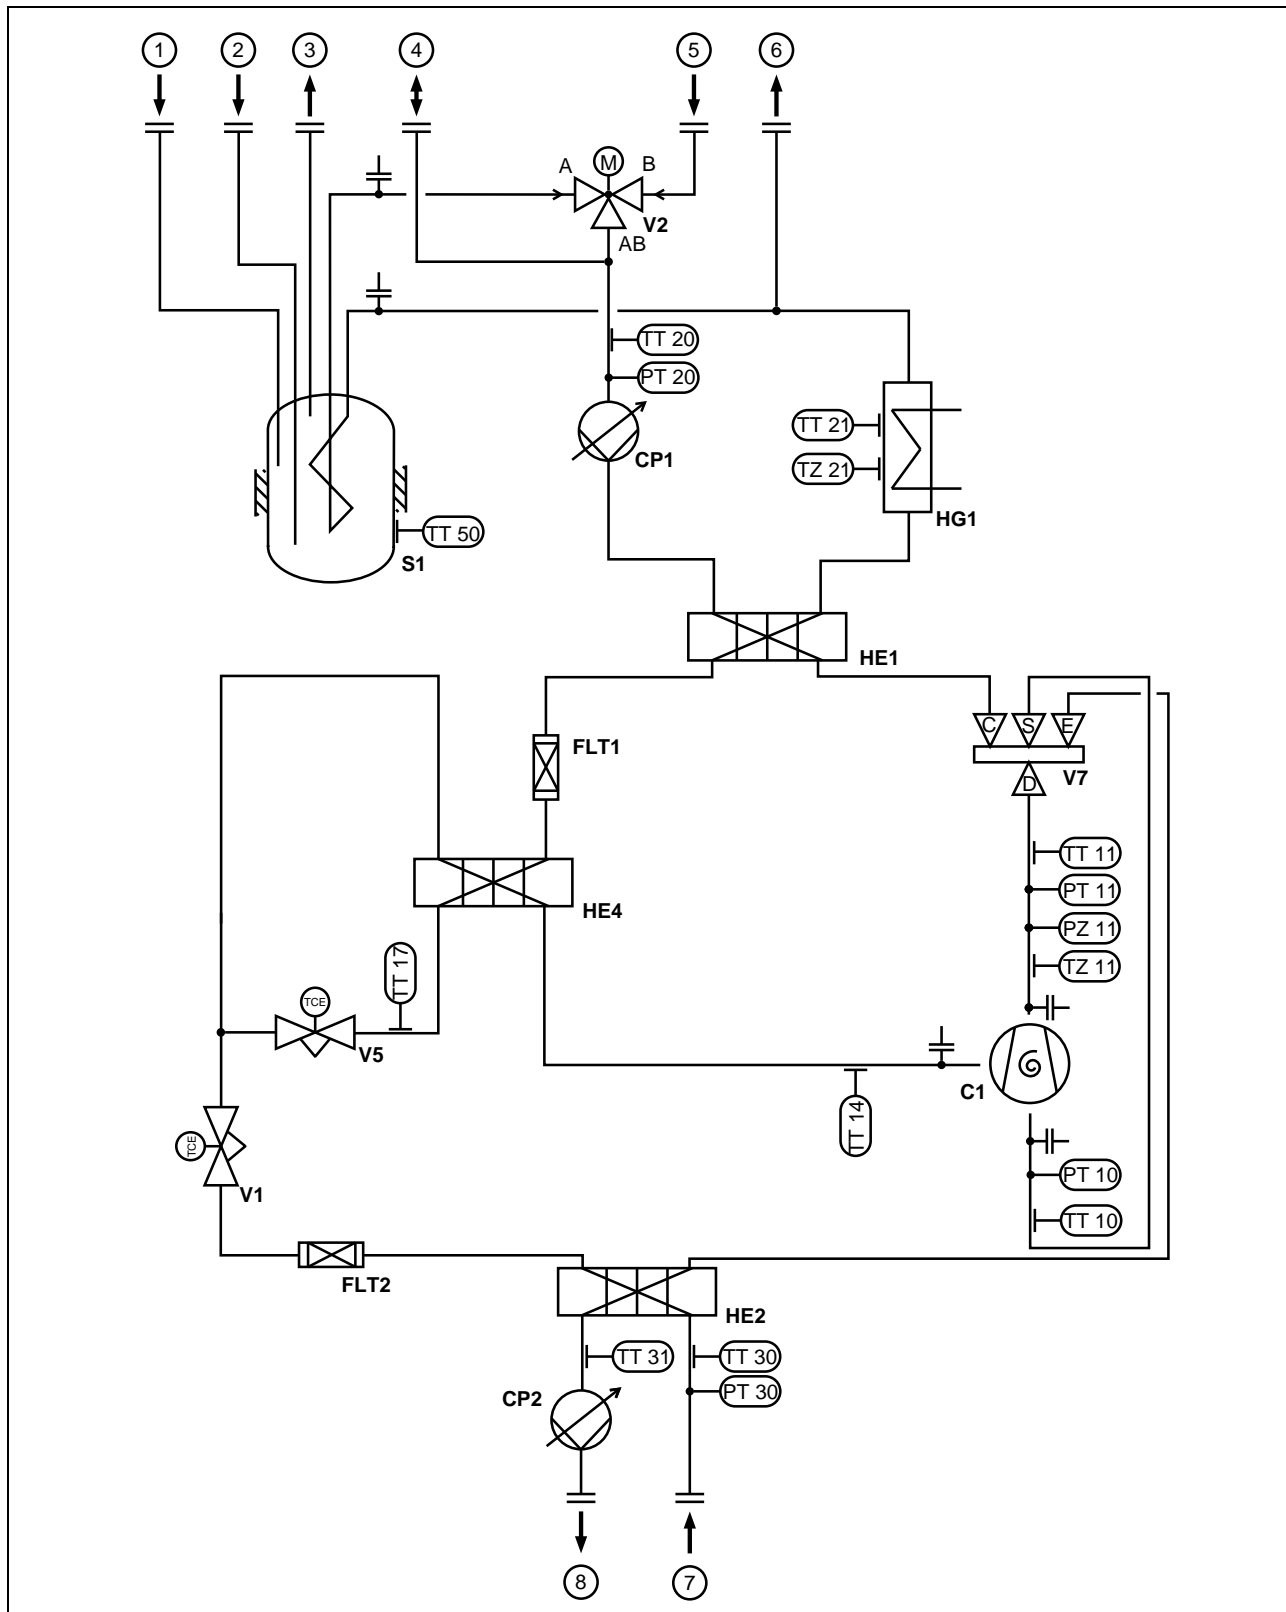 1 2 3 4 5 6
A M B
V2
AB
TT 20
PT 20
CP1
TT 21
TZ 21
HG1
TT 50
S1
HE1
C S E
FLT1
V7
D
TT 11
PT 11
HE4
PZ 11
TT 17
TZ 11
TCE
V5
C1
TT 14
TCE
PT 10
V1
TT 10
FLT2
HE2
TT 31
TT 30
CP2
PT 30
8 7